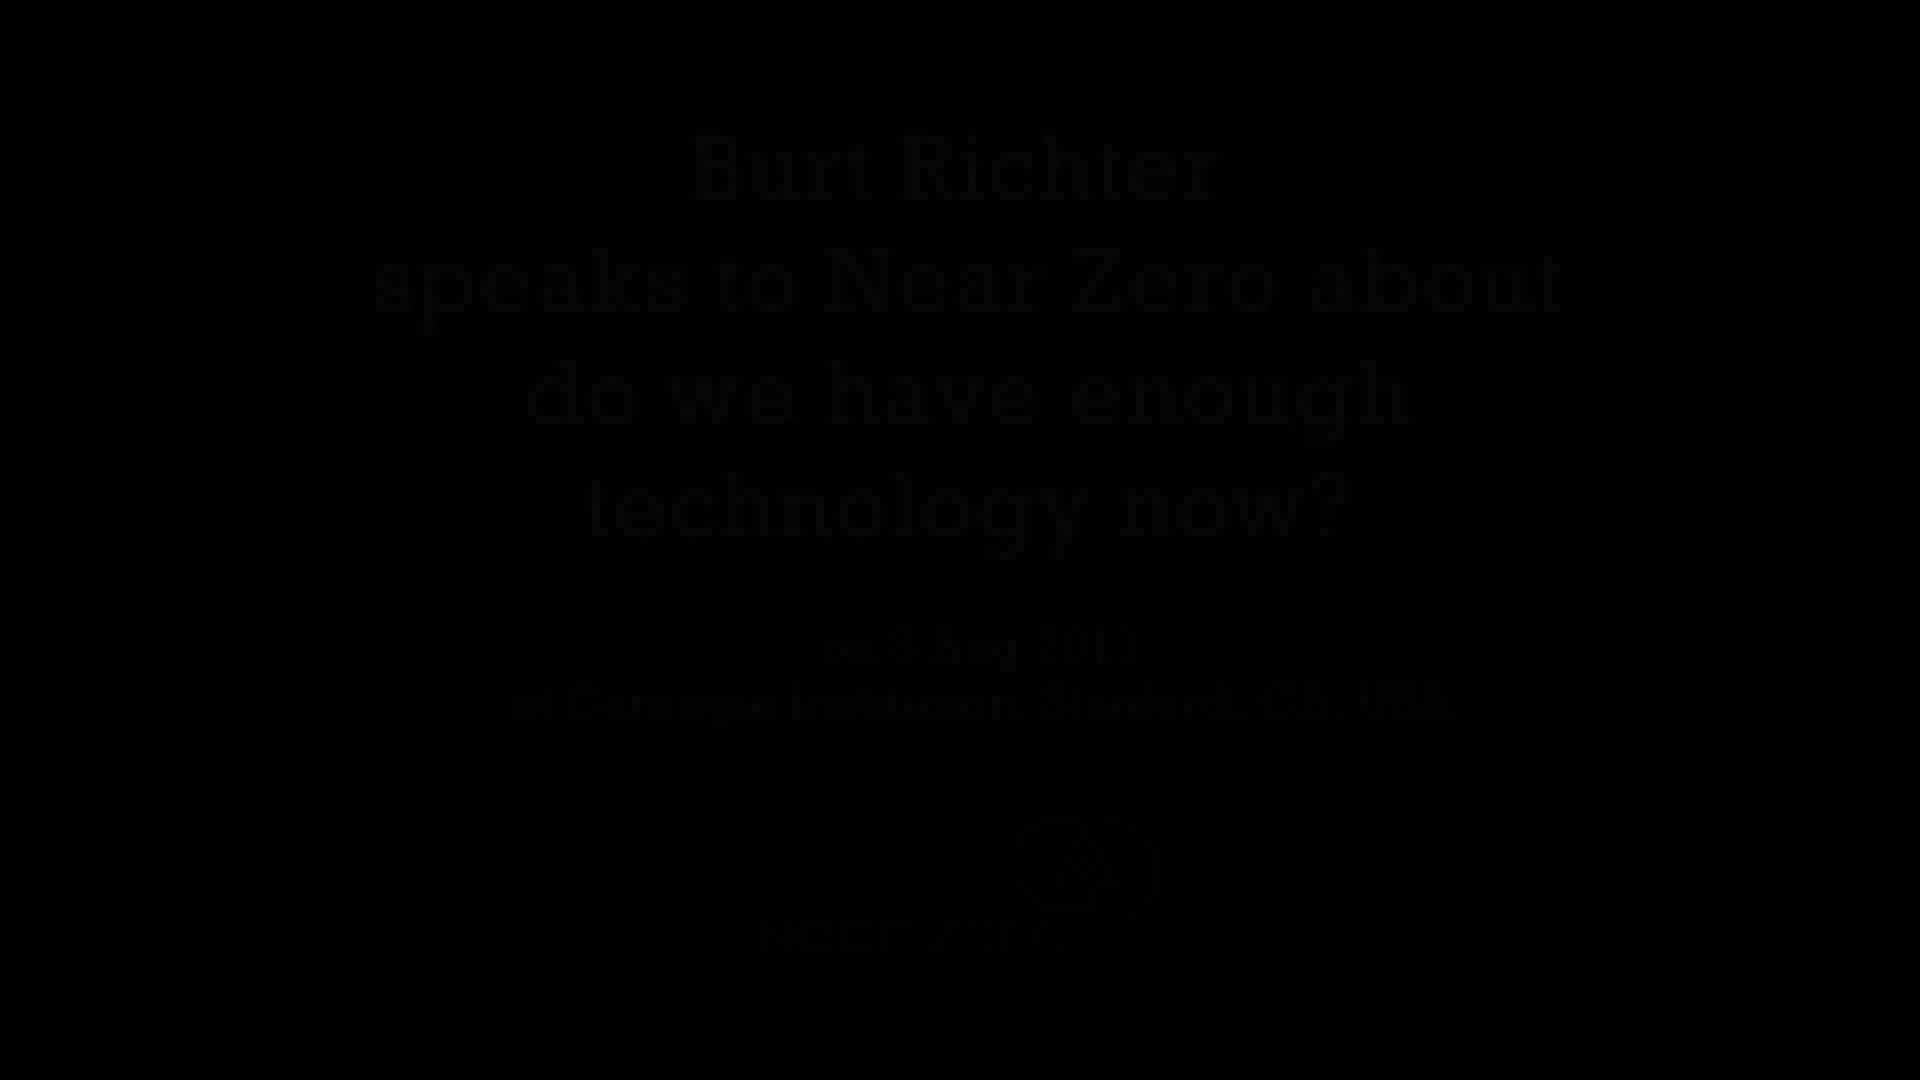 Burt Richter
speaks to Near Zero about
do we have enough
technology now?
on 3 Aug 2011
at Carnegie Institution, Stanford, CA, USA
near zero